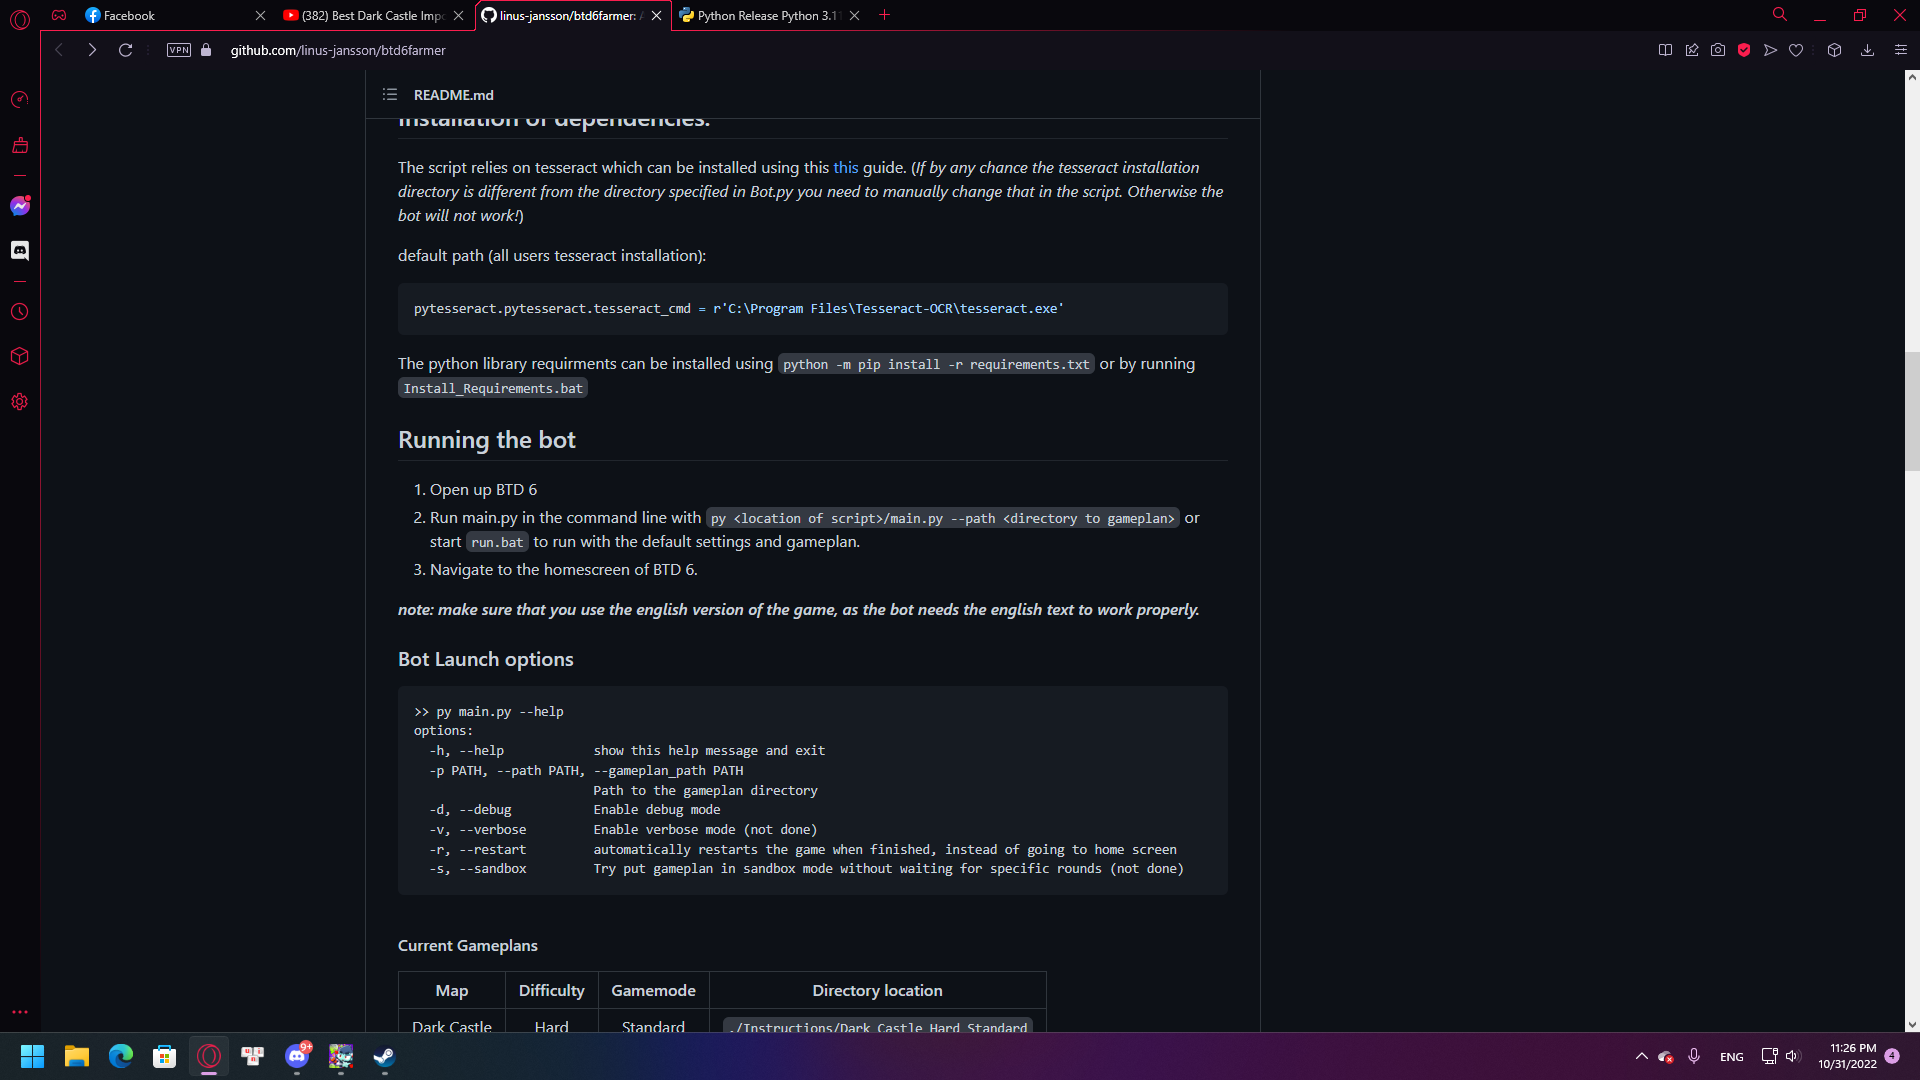 Facebook
(382) Best Dark Castle Impo
linus-jansson/btd6farmer: A
Python Release Python 3.11
VPN
github.com/linus-jansson/btd6farmer
README.md
Installation of dependencies:
The script relies on tesseract which can be installed using this this guide. (If by any chance the tesseract installation
directory is different from the directory specified in Bot.py you need to manually change that in the script. Otherwise the
bot will not work!)
default path (all users tesseract installation):
pytesseract.pytesseract.tesseract_cmd = r'C:\Program Files\Tesseract-OCR\tesseract.exe'
The python library requirments can be installed using python -m pip install -r requirements.txt or by running
Install_Requirements.bat
Running the bot
1. Open up BTD 6
2. Run main.py in the command line with py <location of script>/main.py --path <directory to gameplan> or
start run.bat to run with the default settings and gameplan.
3. Navigate to the homescreen of BTD 6.
note: make sure that you use the english version of the game, as the bot needs the english text to work properly.
Bot Launch options
>> py main.py --help
options:
-h, --help show this help message and exit
-p PATH, --path PATH, --gameplan_path PATH
Path to the gameplan directory
-d, --debug Enable debug mode
-v, --verbose Enable verbose mode (not done)
-r, --restart automatically restarts the game when finished, instead of going to home screen
-s, --sandbox Try put gameplan in sandbox mode without waiting for specific rounds (not done)
Current Gameplans
Map Difficulty Gamemode Directory location
Dark Castle Hard Standard ./Instructions/Dark_Castle_Hard_Standard
9+
ENG
11:26 PM
10/31/2022
4